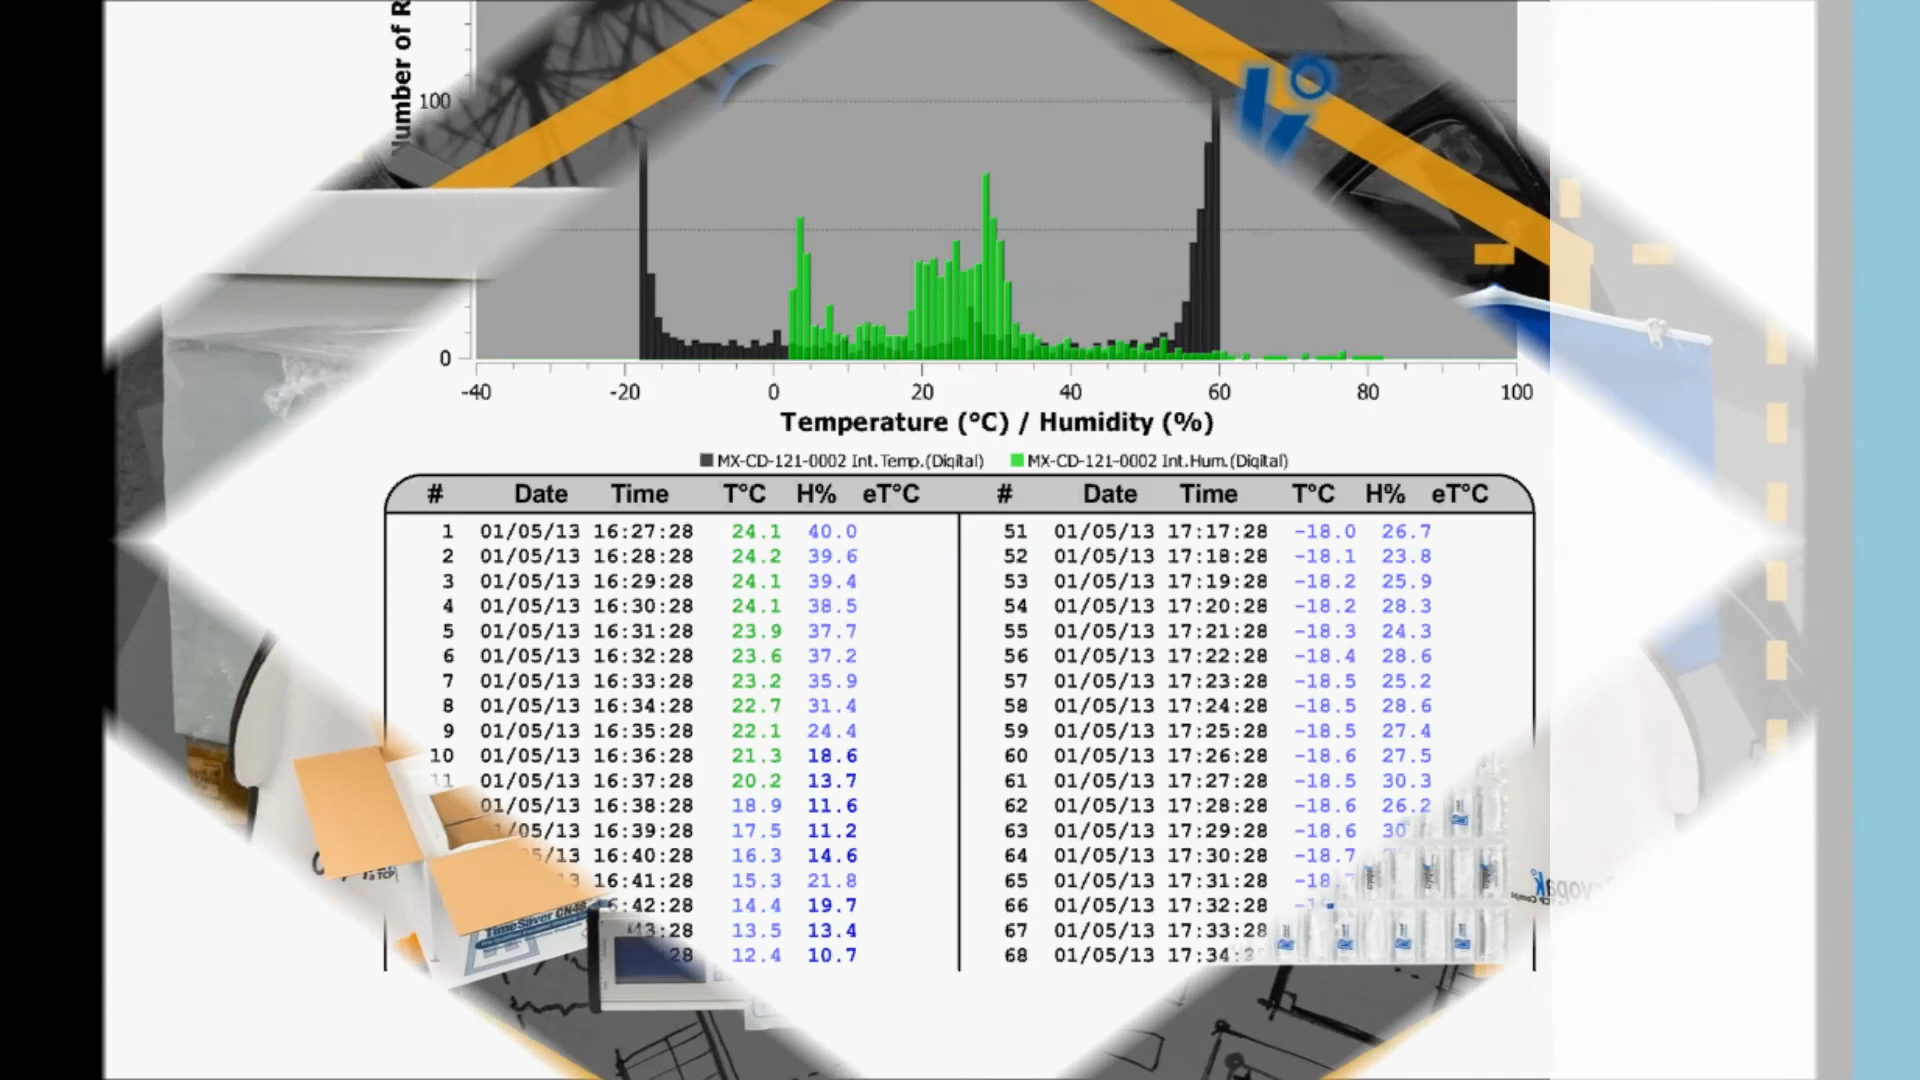 Number of R
100
0
-40 -20 0 20 40 60 80 100
Temperature (°C) / Humidity (%)
MX-CD-121-0002 Int.Temp.(Digital) MX-CD-121-0002 Int.Hum.(Digital)
# Date Time T°C H% eT°C # Date Time T°C H% eT°C
1 01/05/13 16:27:28 24.1 40.0 51 01/05/13 17:17:28 -18.0 26.7
2 01/05/13 16:28:28 24.2 39.6 52 01/05/13 17:18:28 -18.1 23.8
3 01/05/13 16:29:28 24.1 39.4 53 01/05/13 17:19:28 -18.2 25.9
4 01/05/13 16:30:28 24.1 38.5 54 01/05/13 17:20:28 -18.2 28.3
5 01/05/13 16:31:28 23.9 37.7 55 01/05/13 17:21:28 -18.3 24.3
6 01/05/13 16:32:28 23.6 37.2 56 01/05/13 17:22:28 -18.4 28.6
7 01/05/13 16:33:28 23.2 35.9 57 01/05/13 17:23:28 -18.5 25.2
8 01/05/13 16:34:28 22.7 31.4 58 01/05/13 17:24:28 -18.5 28.6
9 01/05/13 16:35:28 22.1 24.4 59 01/05/13 17:25:28 -18.5 27.4
10 01/05/13 16:36:28 21.3 18.6 60 01/05/13 17:26:28 -18.6 27.5
11 01/05/13 16:37:28 20.2 13.7 61 01/05/13 17:27:28 -18.5 30.3
01/05/13 16:38:28 18.9 11.6 62 01/05/13 17:28:28 -18.6 26.2
/05/13 16:39:28 17.5 11.2 63 01/05/13 17:29:28 -18.6 30
5/13 16:40:28 16.3 14.6 64 01/05/13 17:30:28 -18.7
3 16:41:28 15.3 21.8 65 01/05/13 17:31:28 -18
6:42:28 14.4 19.7 66 01/05/13 17:32:28
43:28 13.5 13.4 67 01/05/13 17:33:28
28 12.4 10.7 68 01/05/13 17:34:2
TimeSaver CN48